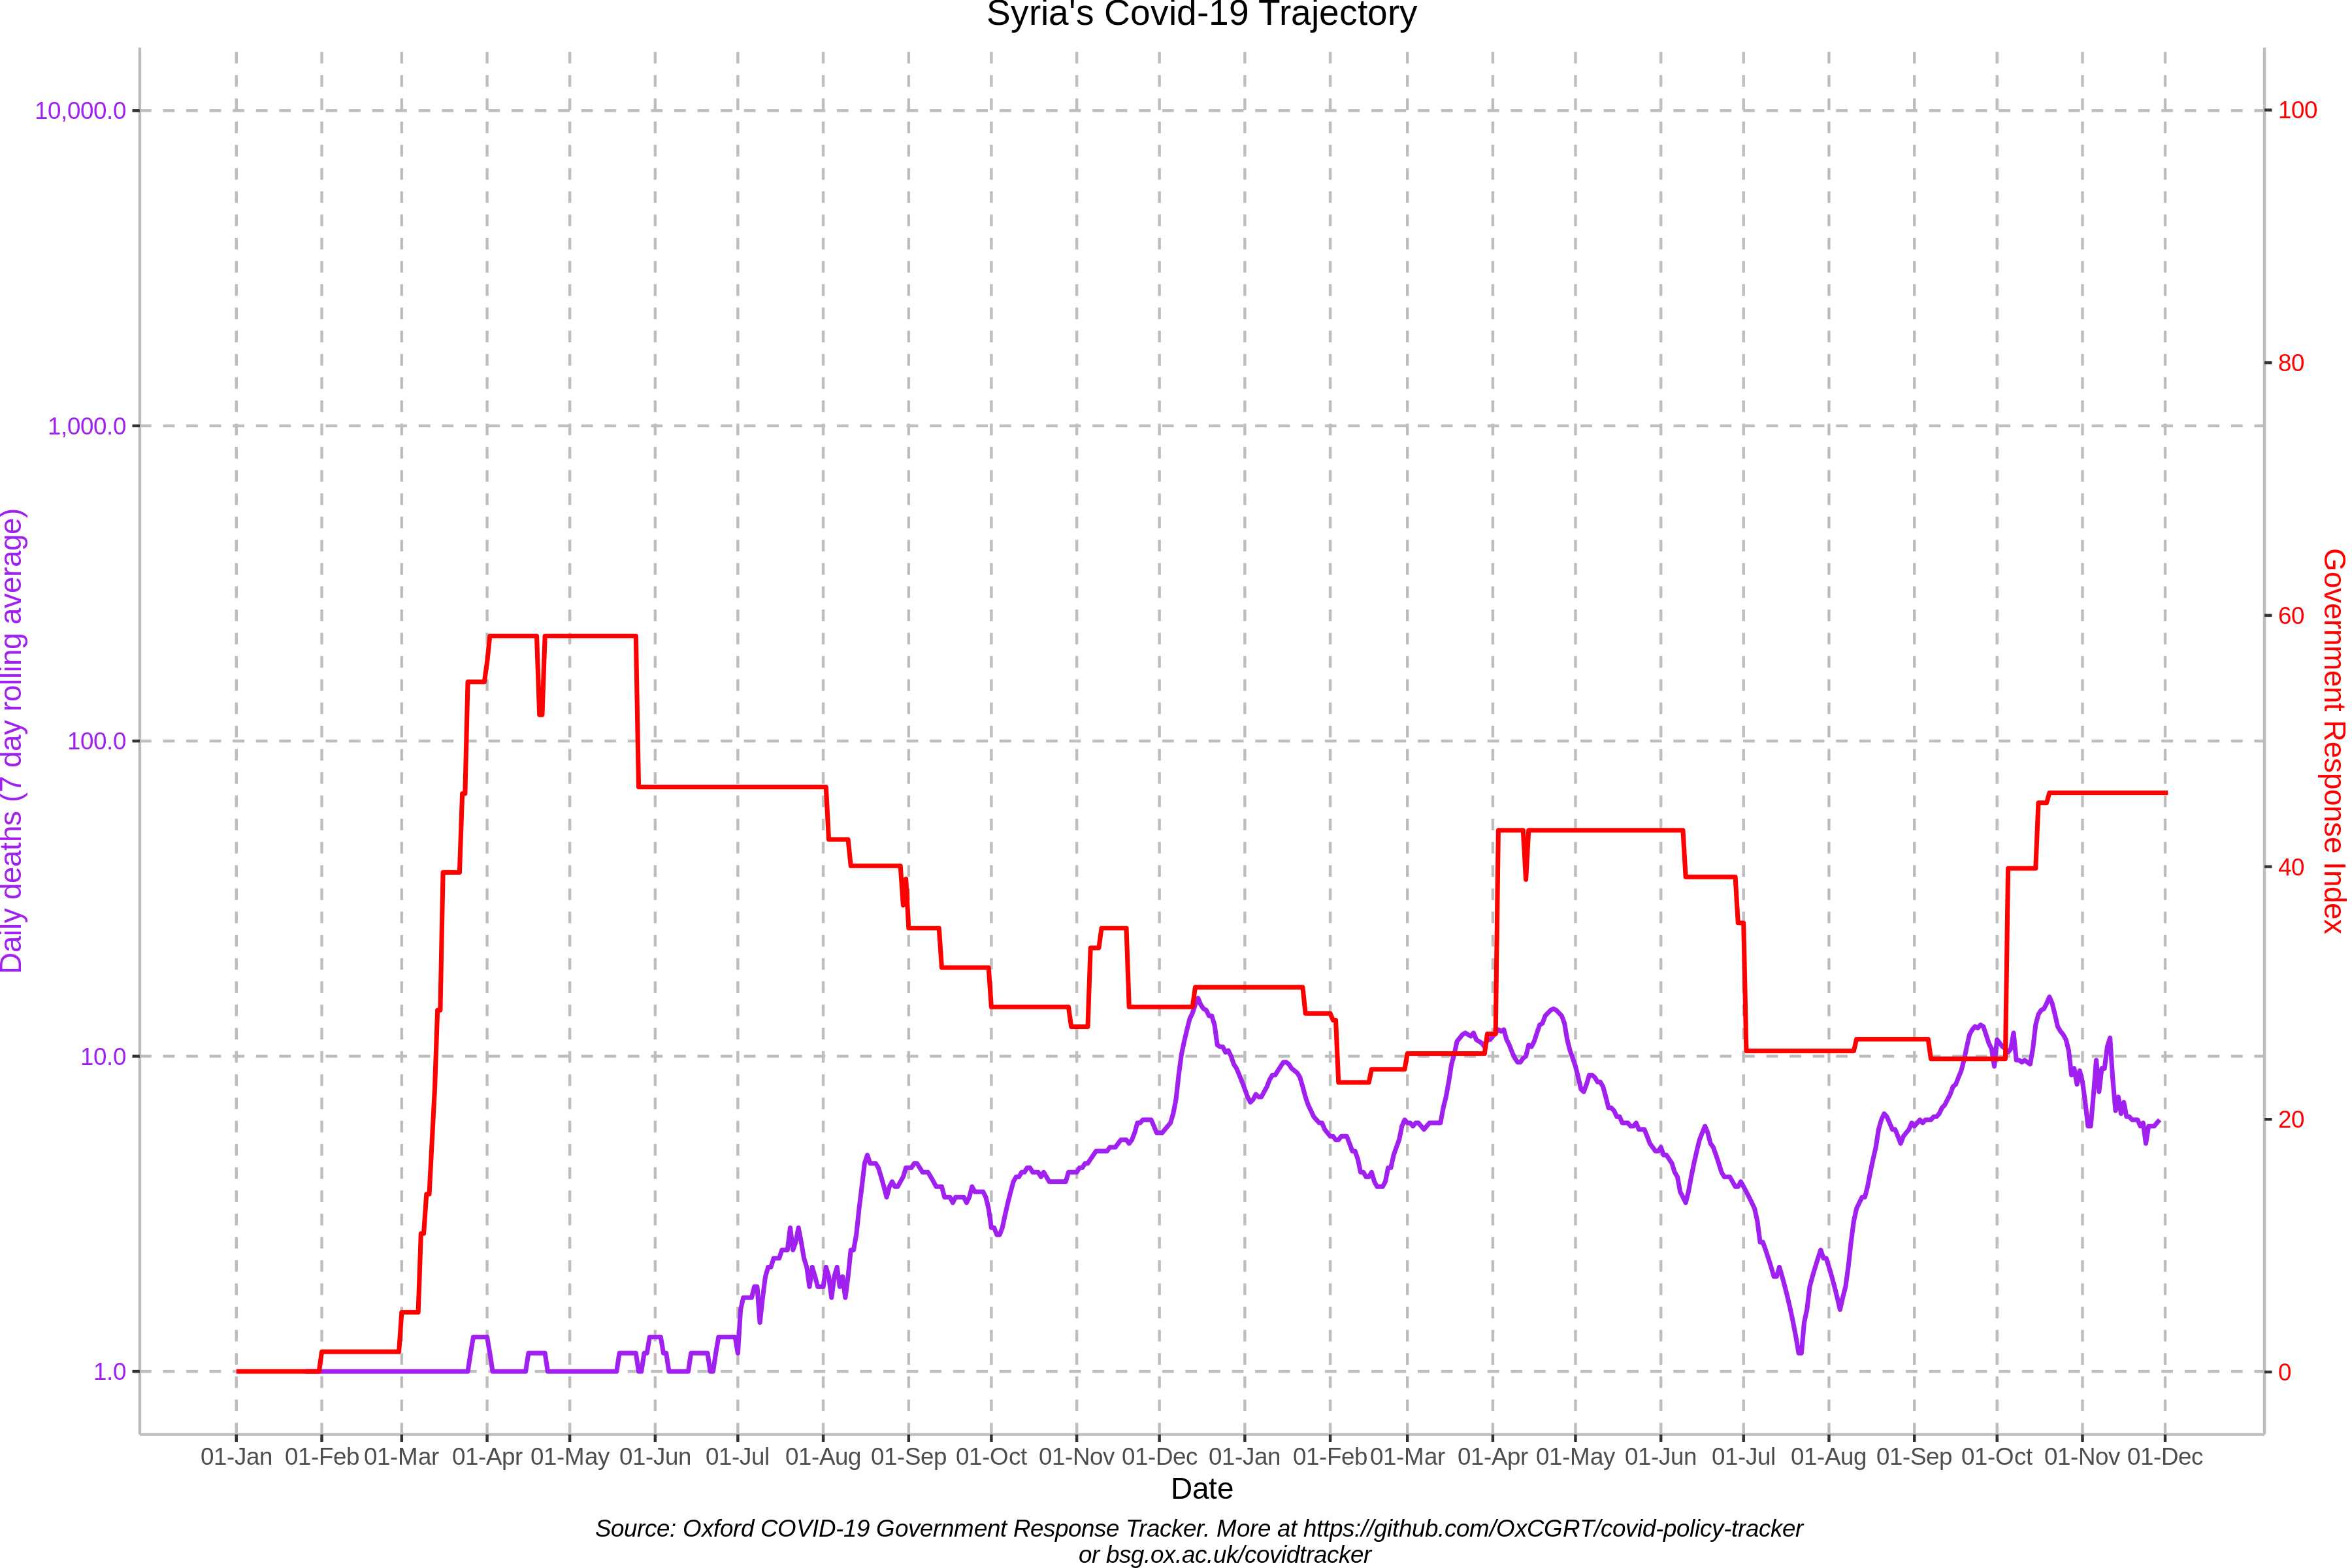 Syria's Covid-19 Trajectory
10,000.0
1,000.0
100.0
10.0
1.0
Daily deaths (7 day rolling average)
100
80
60
40
20
0
Government Response Index
01-Jan 01-Feb 01-Mar 01-Apr 01-May 01-Jun 01-Jul 01-Aug 01-Sep 01-Oct 01-Nov 01-Dec 01-Jan 01-Feb 01-Mar 01-Apr 01-May 01-Jun 01-Jul 01-Aug 01-Sep 01-Oct 01-Nov 01-Dec
Date
Source: Oxford COVID-19 Government Response Tracker. More at https://github.com/OxCGRT/covid-policy-tracker
or bsg.ox.ac.uk/covidtracker